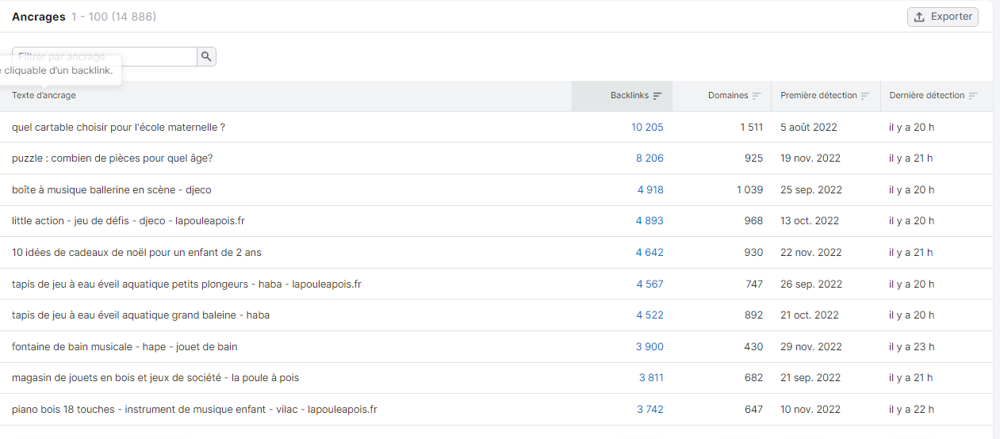 Ancrages 1 - 100 (14 886)
Exporter
Filtrer par ancrage
cliquable d'un backlink.
Texte d'ancrage Backlinks Domaines Première détection Dernière détection
quel cartable choisir pour l'école maternelle ? 10 205 1 511 5 août 2022 il y a 20 h
puzzle : combien de pièces pour quel âge? 8 206 925 19 nov. 2022 il y a 21 h
boîte à musique ballerine en scène - djeco 4 918 1 039 25 sep. 2022 il y a 20 h
little action - jeu de défis - djeco - lapouleapois.fr 4 893 968 13 oct. 2022 il y a 20 h
10 idées de cadeaux de noël pour un enfant de 2 ans 4 642 930 22 nov. 2022 il y a 21 h
tapis de jeu à eau éveil aquatique petits plongeurs - haba - lapouleapois.fr 4 567 747 26 sep. 2022 il y a 20 h
tapis de jeu à eau éveil aquatique grand baleine - haba 4 522 892 21 oct. 2022 il y a 20 h
fontaine de bain musicale - hape - jouet de bain 3 900 430 29 nov. 2022 il y a 23 h
magasin de jouets en bois et jeux de société - la poule à pois 3 811 682 21 sep. 2022 il y a 21 h
piano bois 18 touches - instrument de musique enfant - vilac - lapouleapois.fr 3 742 647 10 nov. 2022 il y a 22 h